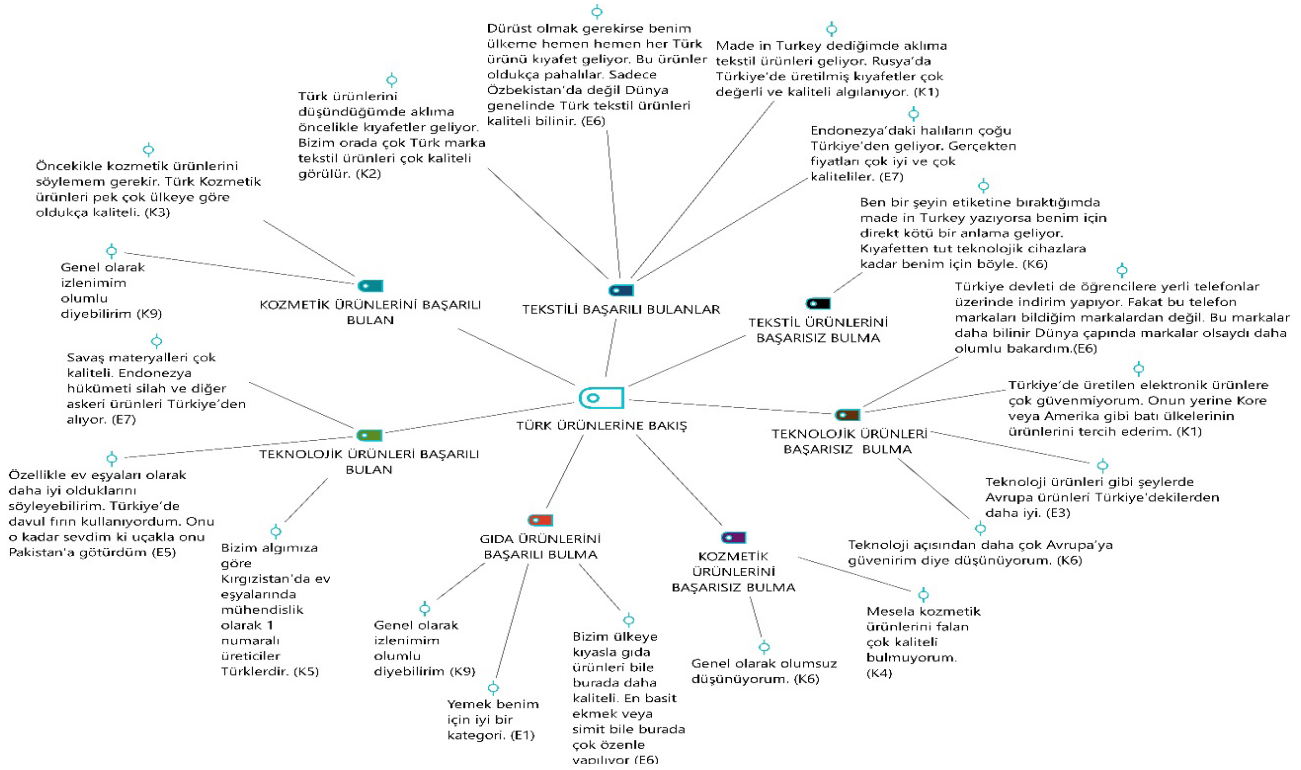 Dürüst olmak gerekirse benim
ülkeme hemen hemen her Türk
ürünü kıyafet geliyor. Bu ürünler
oldukça pahalılar. Sadece
Özbekistan'da değil Dünya
genelinde Türk tekstil ürünleri
kaliteli bilinir. (E6)
Made in Turkey dediğimde aklıma
tekstil ürünleri geliyor. Rusya'da
Türkiye'de üretilmiş kıyafetler çok
değerli ve kaliteli algılanıyor. (K1)
Türk ürünlerini
düşündüğümde aklıma
öncelikle kıyafetler geliyor.
Bizim orada çok Türk marka
tekstil ürünleri çok kaliteli
görülür. (K2)
Endonezya'daki halıların çoğu
Türkiye'den geliyor. Gerçekten
fiyatları çok iyi ve çok
kaliteliler. (E7)
Öncekikle kozmetik ürünlerini
söylemem gerekir. Türk Kozmetik
ürünleri pek çok ülkeye göre
oldukça kaliteli. (K3)
Ben bir şeyin etiketine bıraktığımda
made in Turkey yazıyorsa benim için
direkt kötü bir anlama geliyor.
Kıyafetten tut teknolojik cihazlara
kadar benim için böyle. (K6)
Genel olarak
izlenimim
olumlu
diyebilirim (K9)
KOZMETİK ÜRÜNLERİNİ BAŞARILI
BULAN
TEKSTİLİ BAŞARILI BULANLAR
TEKSTİL ÜRÜNLERİNİ
BAŞARISIZ BULMA
Türkiye devleti de öğrencilere yerli telefonlar
üzerinde indirim yapıyor. Fakat bu telefon
markaları bildiğim markalardan değil. Bu markalar
daha bilinir Dünya çapında markalar olsaydı daha
olumlu bakardım.(E6)
Savaş materyalleri çok
kaliteli. Endonezya
hükümeti silah ve diğer
askeri ürünleri Türkiye'den
alıyor. (E7)
Türkiye'de üretilen elektronik ürünlere
çok güvenmiyorum. Onun yerine Kore
veya Amerika gibi batı ülkelerinin
ürünlerini tercih ederim. (K1)
TÜRK ÜRÜNLERİNE BAKIŞ
TEKNOLOJİK ÜRÜNLERİ
BAŞARISIZ BULMA
TEKNOLOJİK ÜRÜNLERİ BAŞARILI
BULAN
Özellikle ev eşyaları olarak
daha iyi olduklarını
söyleyebilirim. Türkiye'de
davul fırın kullanıyordum. Onu
o kadar sevdim ki uçakla onu
Pakistan'a götürdüm (E5)
Teknoloji ürünleri gibi şeylerde
Avrupa ürünleri Türkiye'dekilerden
daha iyi. (E3)
Bizim algımıza
göre
Kırgızistan'da ev
eşyalarında
mühendislik
olarak 1
numaralı
üreticiler
Türklerdir. (K5)
GIDA ÜRÜNLERİNİ
BAŞARILI BULMA
KOZMETİK
ÜRÜNLERİNİ
BAŞARISIZ BULMA
Teknoloji açısından daha çok Avrupa'ya
güvenirim diye düşünüyorum. (K6)
Genel olarak
izlenimim
olumlu
diyebilirim (K9)
Yemek benim
için iyi bir
kategori. (E1)
Bizim ülkeye
kıyasla gıda
ürünleri bile
burada daha
kaliteli. En basit
ekmek veya
simit bile burada
çok özenle
yapılıyor (E6)
Genel olarak olumsuz
düşünüyorum. (K6)
Mesela kozmetik
ürünlerini falan
çok kaliteli
bulmuyorum.
(K4)